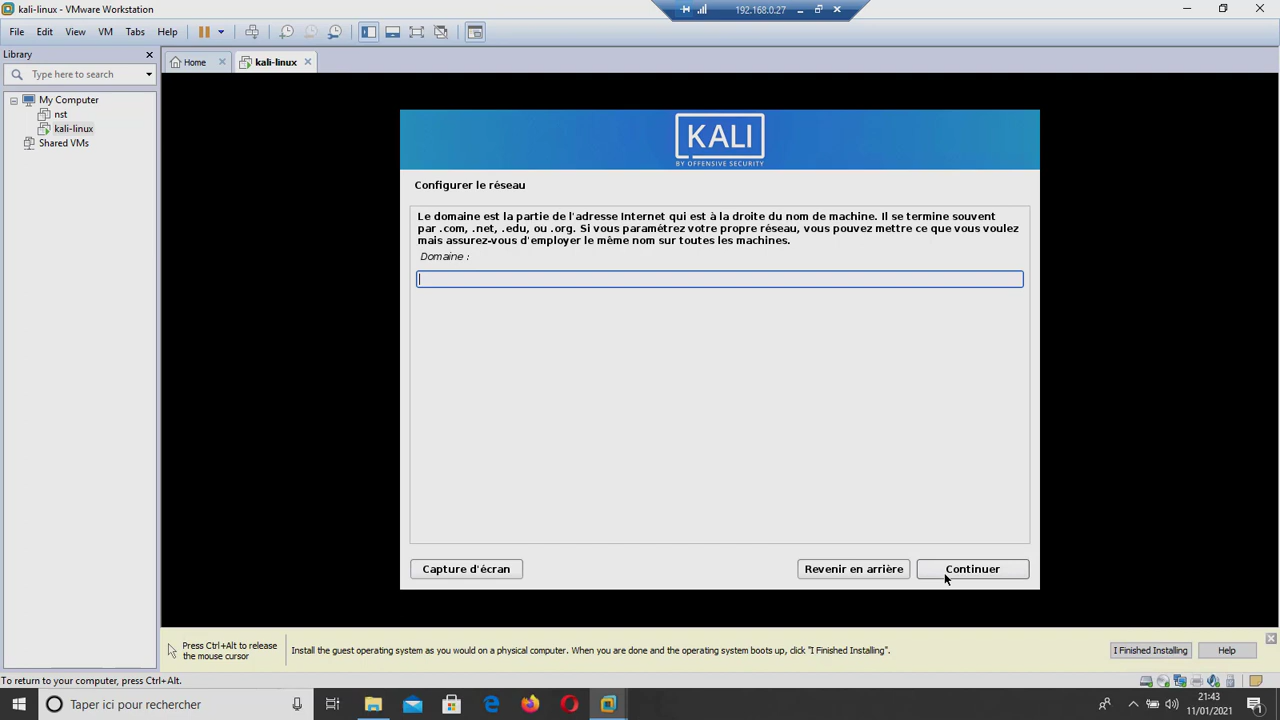 kali-linux - VMware Workstation
192.168.0.27
File Edit View VM Tabs Help
Library
Type here to search
My Computer
nst
kali-linux
Shared VMs
Home
kali-linux
KALI
BY OFFENSIVE SECURITY
Configurer le réseau
Le domaine est la partie de l'adresse Internet qui est à la droite du nom de machine. Il se termine souvent
par .com, .net, .edu, ou .org. Si vous paramétrez votre propre réseau, vous pouvez mettre ce que vous voulez
mais assurez-vous d'employer le même nom sur toutes les machines.
Domaine :
Capture d'écran
Revenir en arrière
Continuer
Press Ctrl+Alt to release
the mouse cursor
Install the guest operating system as you would on a physical computer. When you are done and the operating system boots up, click "I Finished Installing".
I Finished Installing
Help
To return to your computer, press Ctrl+Alt.
Taper ici pour rechercher
21:43
11/01/2021